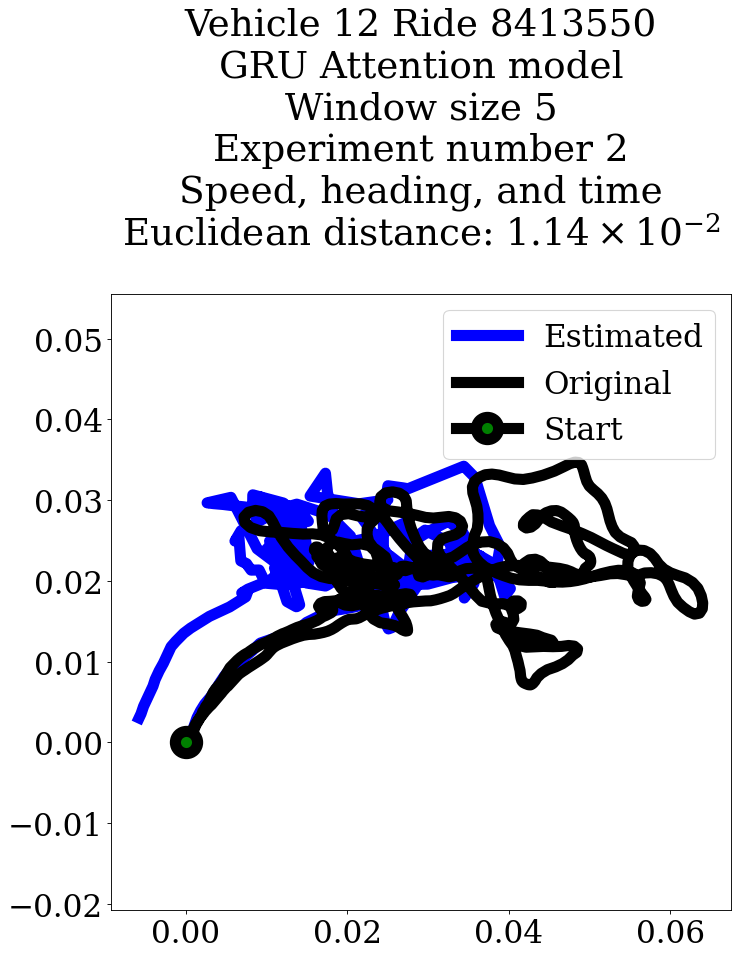 Vehicle 12 Ride 8413550
GRU Attention model
Window size 5
Experiment number 2
Speed, heading, and time
Euclidean distance: 1.14 × 10⁻²
Estimated
Original
Start
0.05
0.04
0.03
0.02
0.01
0.00
−0.01
−0.02
0.00 0.02 0.04 0.06